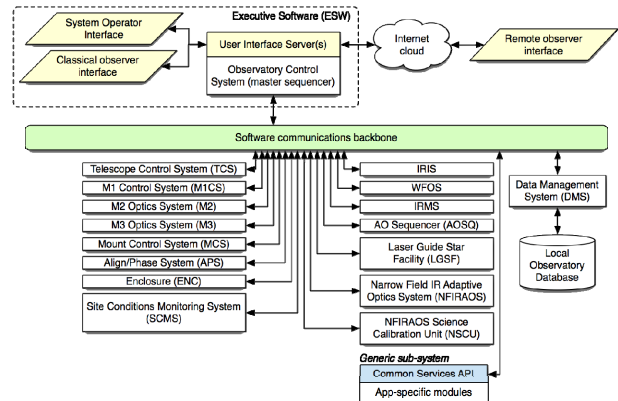 Executive Software (ESW)
System Operator
Interface
Classical observer
interface
User Interface Server(s)
Observatory Control
System (master sequencer)
Internet
cloud
Remote observer
interface
Software communications backbone
Telescope Control System (TCS)
M1 Control System (M1CS)
M2 Optics System (M2)
M3 Optics System (M3)
Mount Control System (MCS)
Align/Phase System (APS)
Enclosure (ENC)
Site Conditions Monitoring System
(SCMS)
IRIS
WFOS
IRMS
AO Sequencer (AOSQ)
Laser Guide Star
Facility (LGSF)
Narrow Field IR Adaptive
Optics System (NFIRAOS)
NFIRAOS Science
Calibration Unit (NSCU)
Generic sub-system
Common Services API
App-specific modules
Data Management
System (DMS)
Local
Observatory
Database